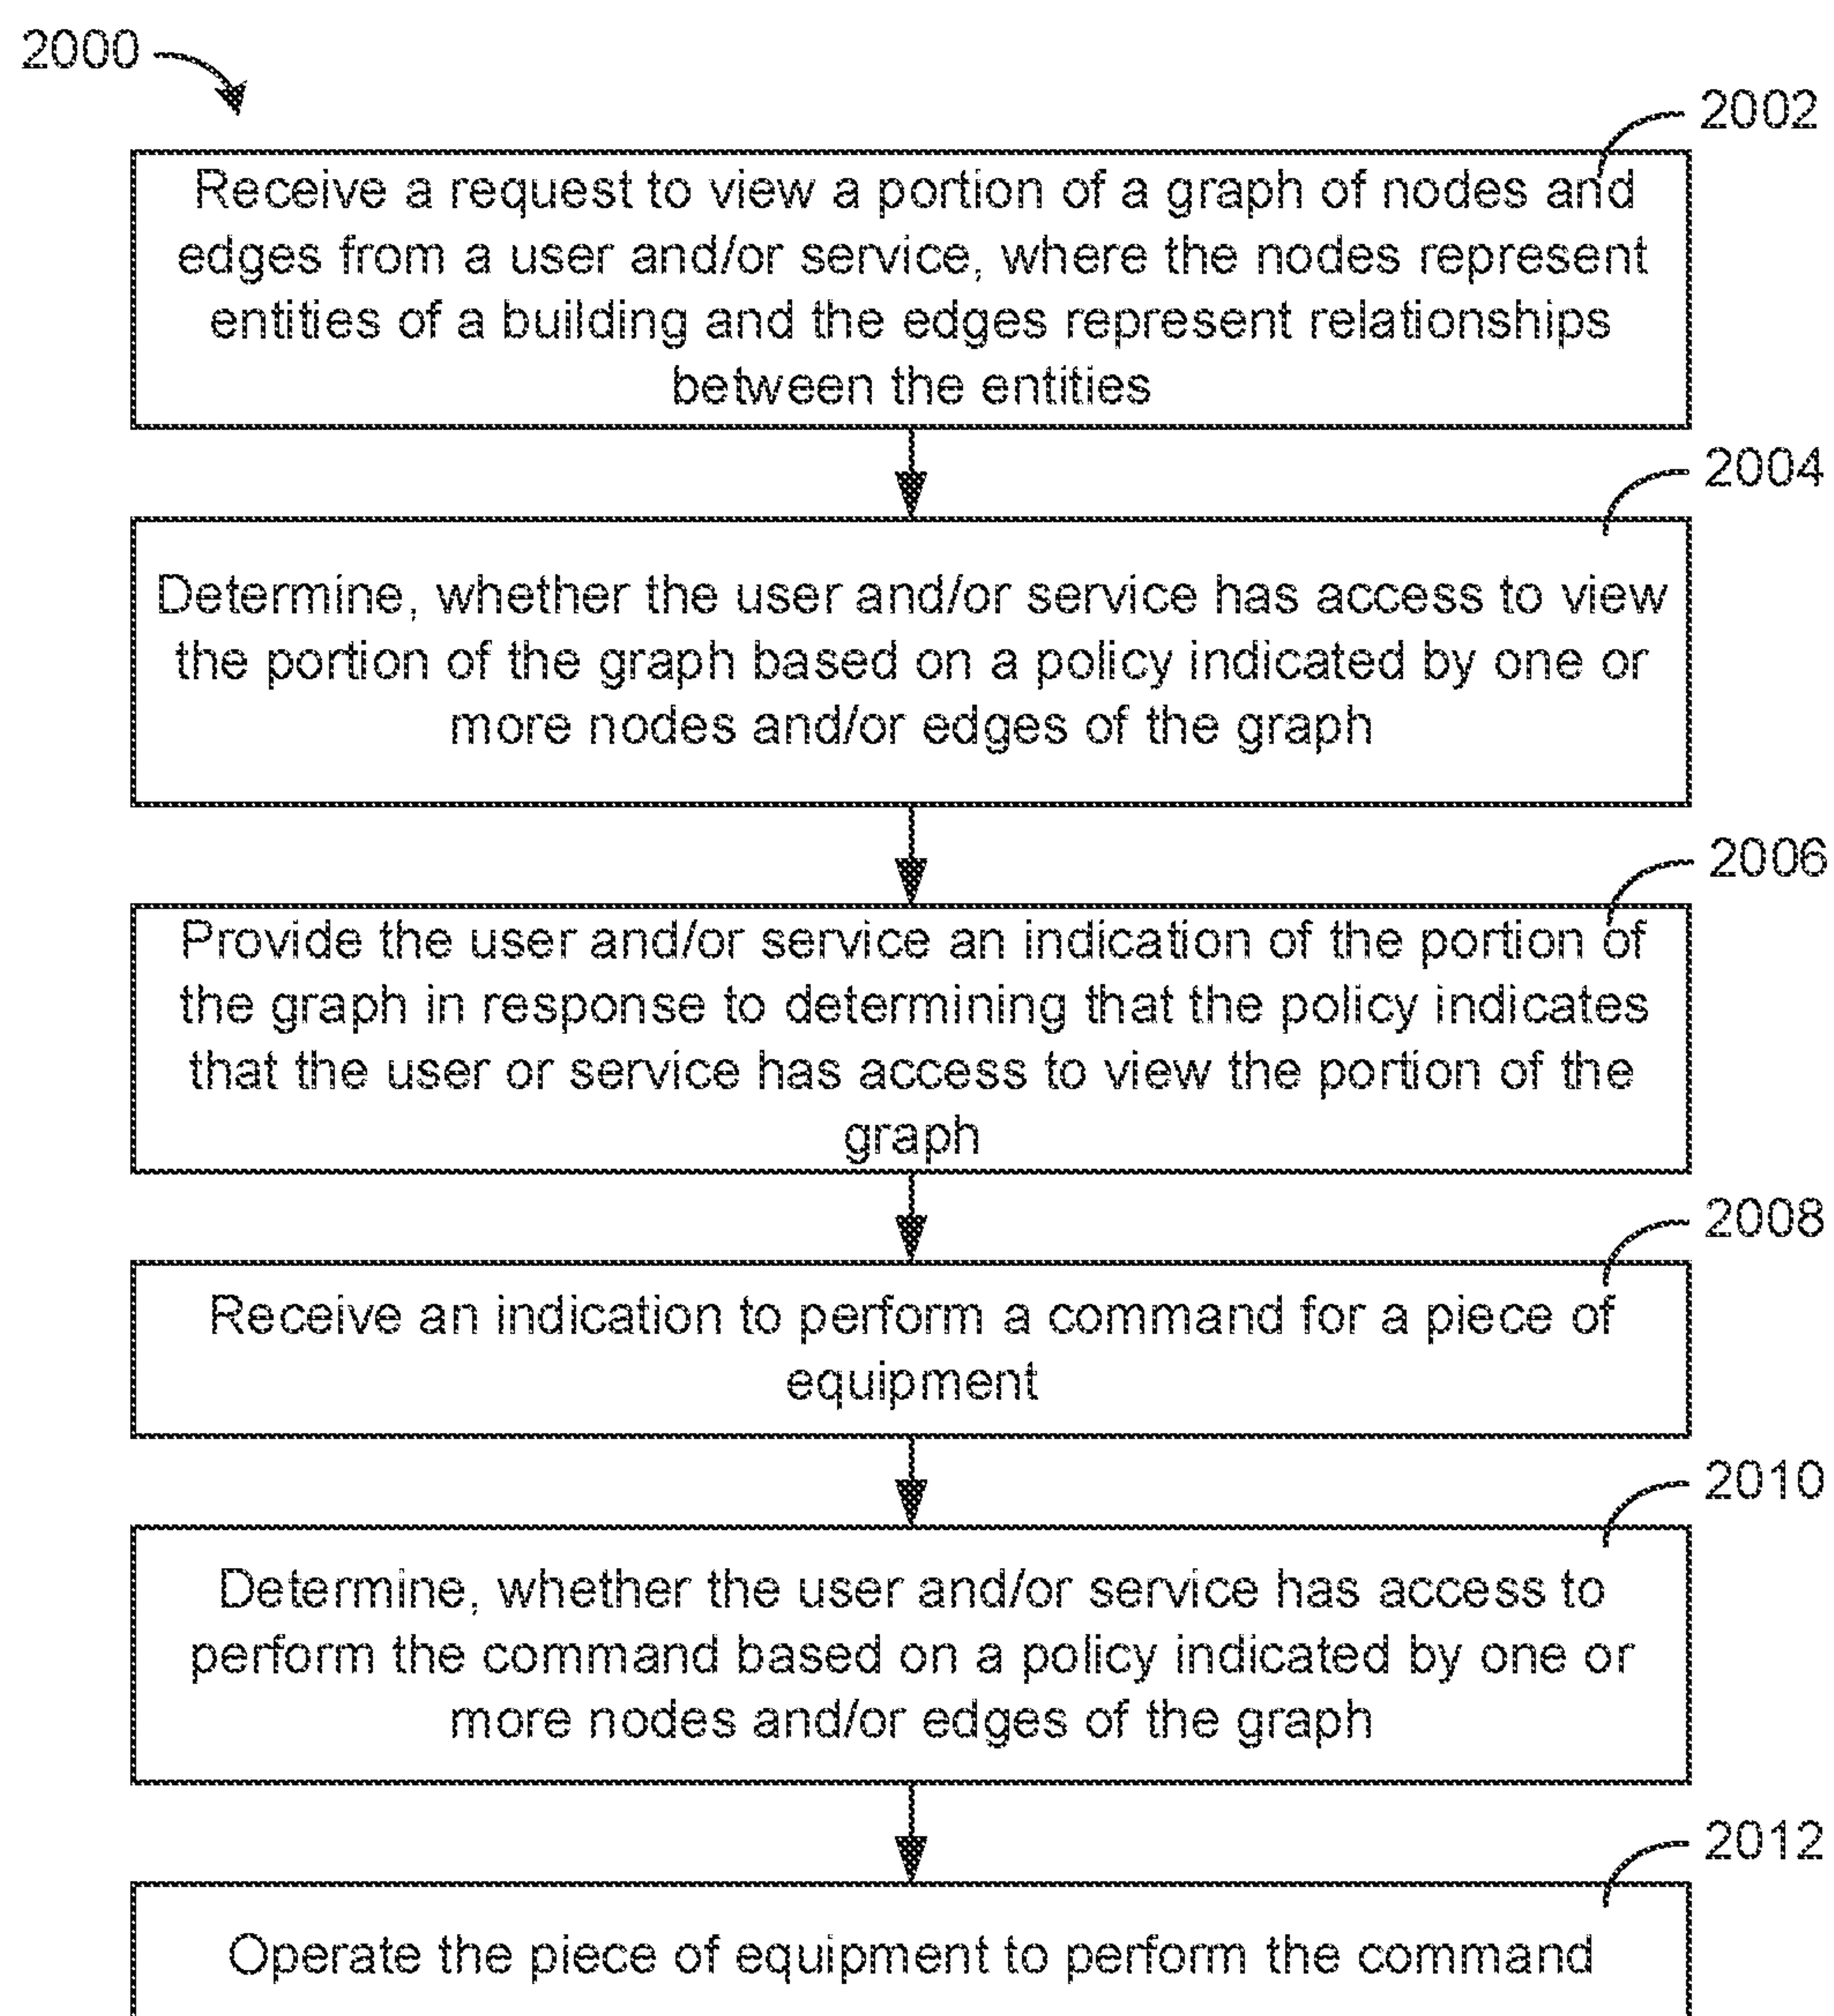 2000
2002
Receive a request to view a portion of a graph of nodes and
edges from a user and/or service, where the nodes represent
entities of a building and the edges represent relationships
between the entities
2004
Determine, whether the user and/or service has access to view
the portion of the graph based on a policy indicated by one or
more nodes and/or edges of the graph
2006
Provide the user and/or service an indication of the portion of
the graph in response to determining that the policy indicates
that the user or service has access to view the portion of the
graph
2008
Receive an indication to perform a command for a piece of
equipment
2010
Determine, whether the user and/or service has access to
perform the command based on a policy indicated by one or
more nodes and/or edges of the graph
2012
Operate the piece of equipment to perform the command